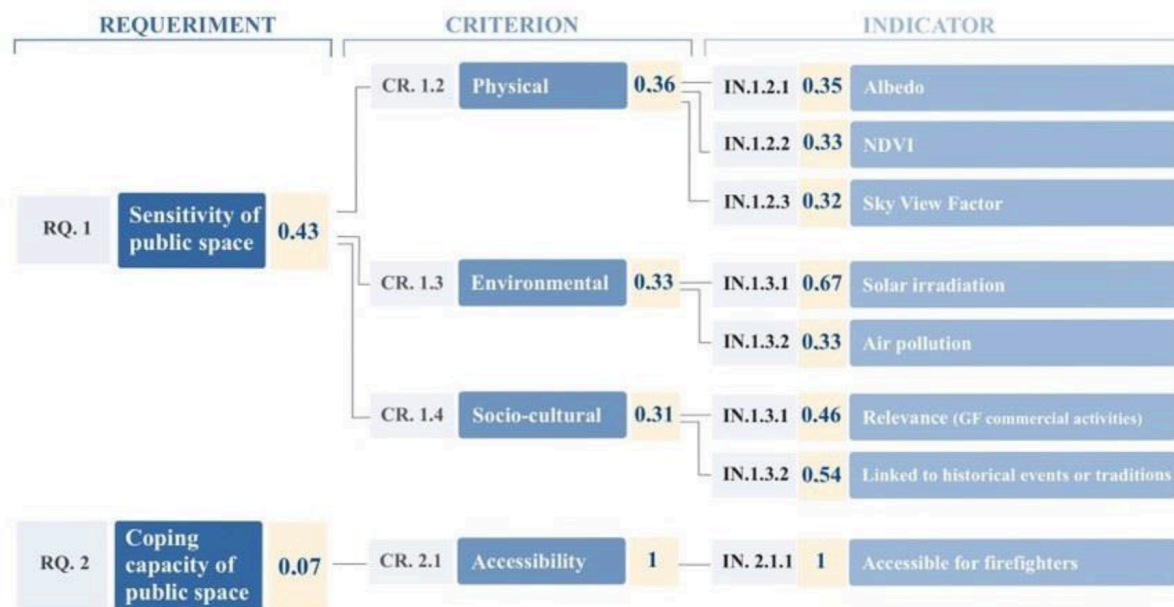 REQUERIMENT CRITERION INDICATOR
CR. 1.2 Physical 0.36 IN.1.2.1 0.35 Albedo
IN.1.2.2 0.33 NDVI
IN.1.2.3 0.32 Sky View Factor
RQ. 1 Sensitivity of
public space 0.43
CR. 1.3 Environmental 0.33 IN.1.3.1 0.67 Solar irradiation
IN.1.3.2 0.33 Air pollution
CR. 1.4 Socio-cultural 0.31 IN.1.3.1 0.46 Relevance (GF commercial activities)
IN.1.3.2 0.54 Linked to historical events or traditions
RQ. 2 Coping
capacity of
public space 0.07
CR. 2.1 Accessibility 1 IN. 2.1.1 1 Accessible for firefighters